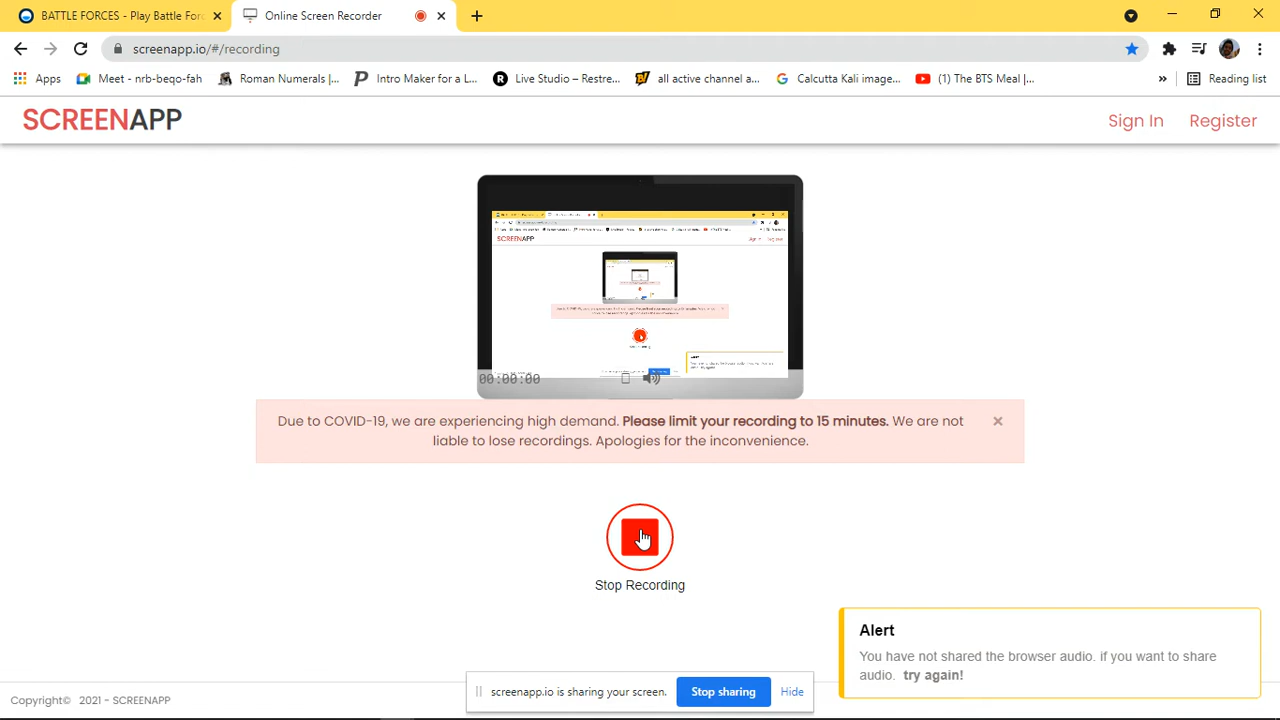 BATTLE FORCES - Play Battle Forc
Online Screen Recorder
screenapp.io/#/recording
Apps
Meet - nrb-beqo-fah
Roman Numerals |...
Intro Maker for a L...
Live Studio – Restre...
all active channel a...
Calcutta Kali image...
(1) The BTS Meal |...
»
Reading list
SCREENAPP
Sign In
Register
SCREENAPP
00:00:00
Due to COVID-19, we are experiencing high demand. Please limit your recording to 15 minutes. We are not
liable to lose recordings. Apologies for the inconvenience.
Stop Recording
Alert
You have not shared the browser audio. if you want to share
audio. try again!
screenapp.io is sharing your screen.
Stop sharing
Hide
Copyright© 2021 - SCREENAPP